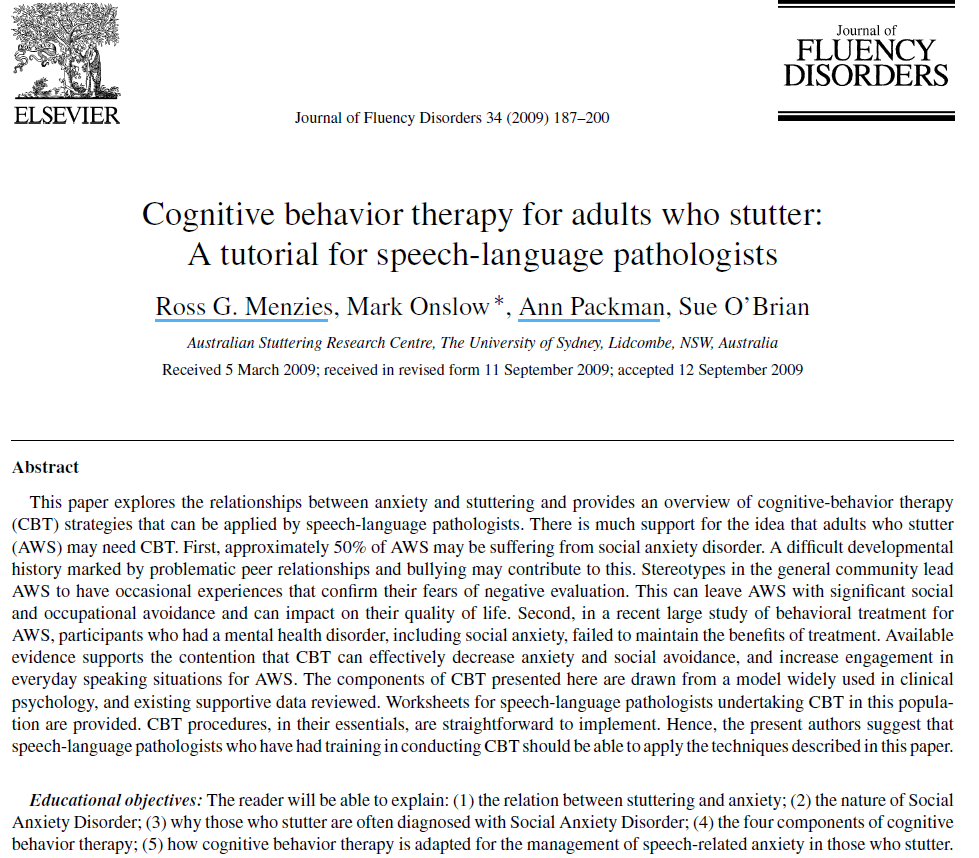 ELSEVIER
Journal of
FLUENCY
DISORDERS
Journal of Fluency Disorders 34 (2009) 187–200
Cognitive behavior therapy for adults who stutter:
A tutorial for speech-language pathologists
Ross G. Menzies, Mark Onslow*, Ann Packman, Sue O’Brian
Australian Stuttering Research Centre, The University of Sydney, Lidcombe, NSW, Australia
Received 5 March 2009; received in revised form 11 September 2009; accepted 12 September 2009
Abstract
This paper explores the relationships between anxiety and stuttering and provides an overview of cognitive-behavior therapy
(CBT) strategies that can be applied by speech-language pathologists. There is much support for the idea that adults who stutter
(AWS) may need CBT. First, approximately 50% of AWS may be suffering from social anxiety disorder. A difficult developmental
history marked by problematic peer relationships and bullying may contribute to this. Stereotypes in the general community lead
AWS to have occasional experiences that confirm their fears of negative evaluation. This can leave AWS with significant social
and occupational avoidance and can impact on their quality of life. Second, in a recent large study of behavioral treatment for
AWS, participants who had a mental health disorder, including social anxiety, failed to maintain the benefits of treatment. Available
evidence supports the contention that CBT can effectively decrease anxiety and social avoidance, and increase engagement in
everyday speaking situations for AWS. The components of CBT presented here are drawn from a model widely used in clinical
psychology, and existing supportive data reviewed. Worksheets for speech-language pathologists undertaking CBT in this popula-
tion are provided. CBT procedures, in their essentials, are straightforward to implement. Hence, the present authors suggest that
speech-language pathologists who have had training in conducting CBT should be able to apply the techniques described in this paper.
Educational objectives: The reader will be able to explain: (1) the relation between stuttering and anxiety; (2) the nature of Social
Anxiety Disorder; (3) why those who stutter are often diagnosed with Social Anxiety Disorder; (4) the four components of cognitive
behavior therapy; (5) how cognitive behavior therapy is adapted for the management of speech-related anxiety in those who stutter.